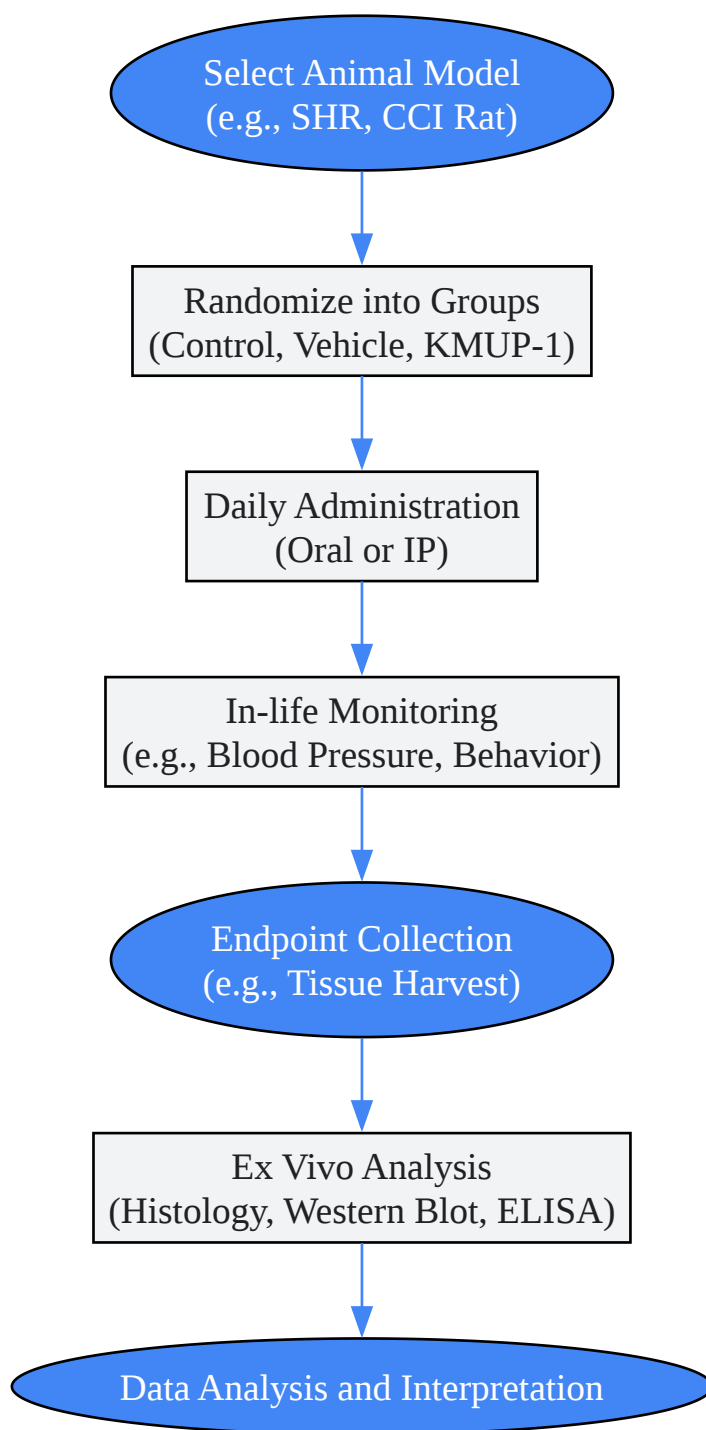 Select Animal Model
(e.g., SHR, CCI Rat)
Randomize into Groups
(Control, Vehicle, KMUP-1)
Daily Administration
(Oral or IP)
In-life Monitoring
(e.g., Blood Pressure, Behavior)
Endpoint Collection
(e.g., Tissue Harvest)
Ex Vivo Analysis
(Histology, Western Blot, ELISA)
Data Analysis and Interpretation